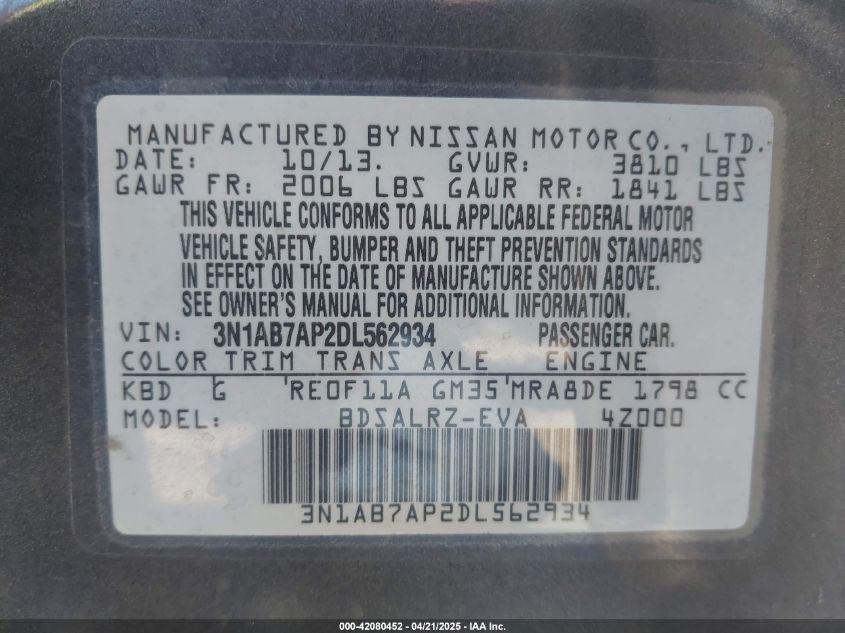 MANUFACTURED BY NISSAN MOTOR CO., LTD.
DATE: 10/13. GVWR: 3810 LBS
GAWR FR: 2006 LBS GAWR RR: 1841 LBS
THIS VEHICLE CONFORMS TO ALL APPLICABLE FEDERAL MOTOR
VEHICLE SAFETY, BUMPER AND THEFT PREVENTION STANDARDS
IN EFFECT ON THE DATE OF MANUFACTURE SHOWN ABOVE.
SEE OWNER'S MANUAL FOR ADDITIONAL INFORMATION.
VIN: 3N1AB7AP2DL562934 PASSENGER CAR.
COLOR TRIM TRANS AXLE ENGINE
KBD G 'RE0F11A GM35'MRA8DE 1798 CC
MODEL: BDSALRZ-EVA 4Z000
3N1AB7AP2DL562934
000-42080452 - 04/21/2025 - IAA Inc.